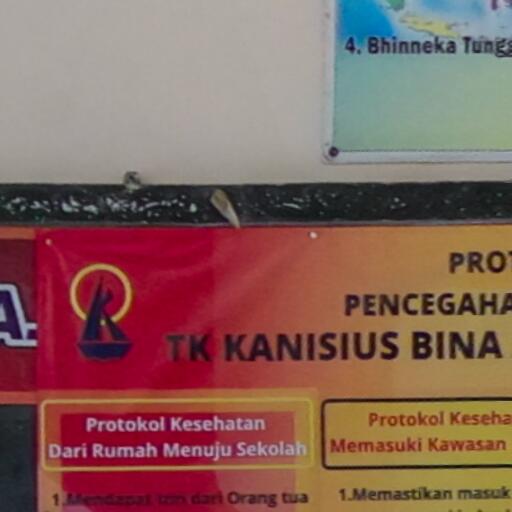 4. Bhinneka Tungg
A.
PROT
PENCEGAHA
TK KANISIUS BINA
Protokol Kesehatan
Dari Rumah Menuju Sekolah
Protokol Keseha
Memasuki Kawasan
1.Mendapat izin dari Orang tua
1.Memastikan masuk